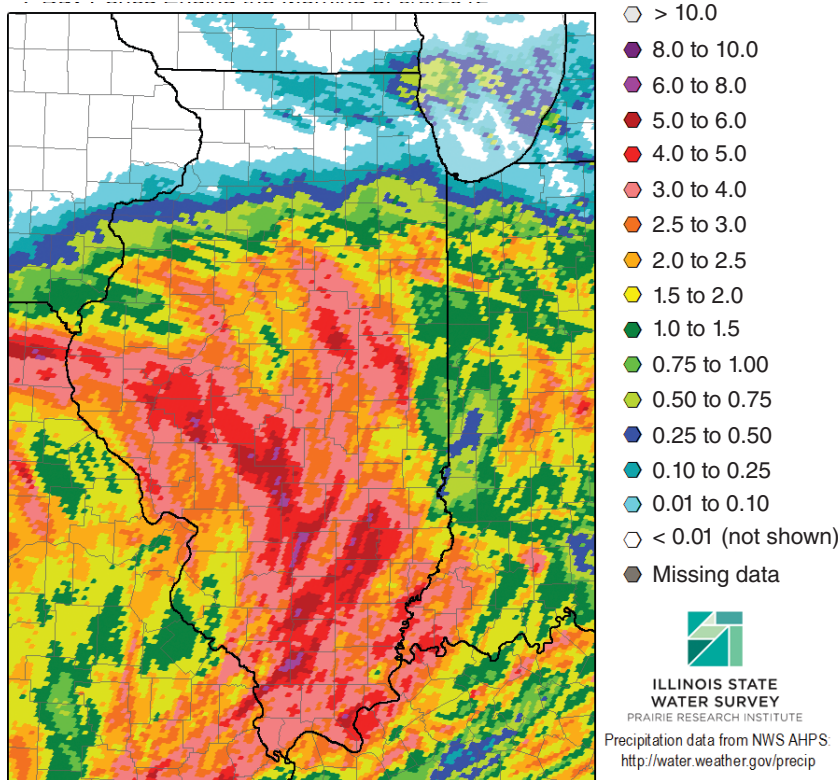 > 10.0
8.0 to 10.0
6.0 to 8.0
5.0 to 6.0
4.0 to 5.0
3.0 to 4.0
2.5 to 3.0
2.0 to 2.5
1.5 to 2.0
1.0 to 1.5
0.75 to 1.00
0.50 to 0.75
0.25 to 0.50
0.10 to 0.25
0.01 to 0.10
< 0.01 (not shown)
Missing data
ILLINOIS STATE
WATER SURVEY
PRAIRIE RESEARCH INSTITUTE
Precipitation data from NWS AHPS:
http://water.weather.gov/precip